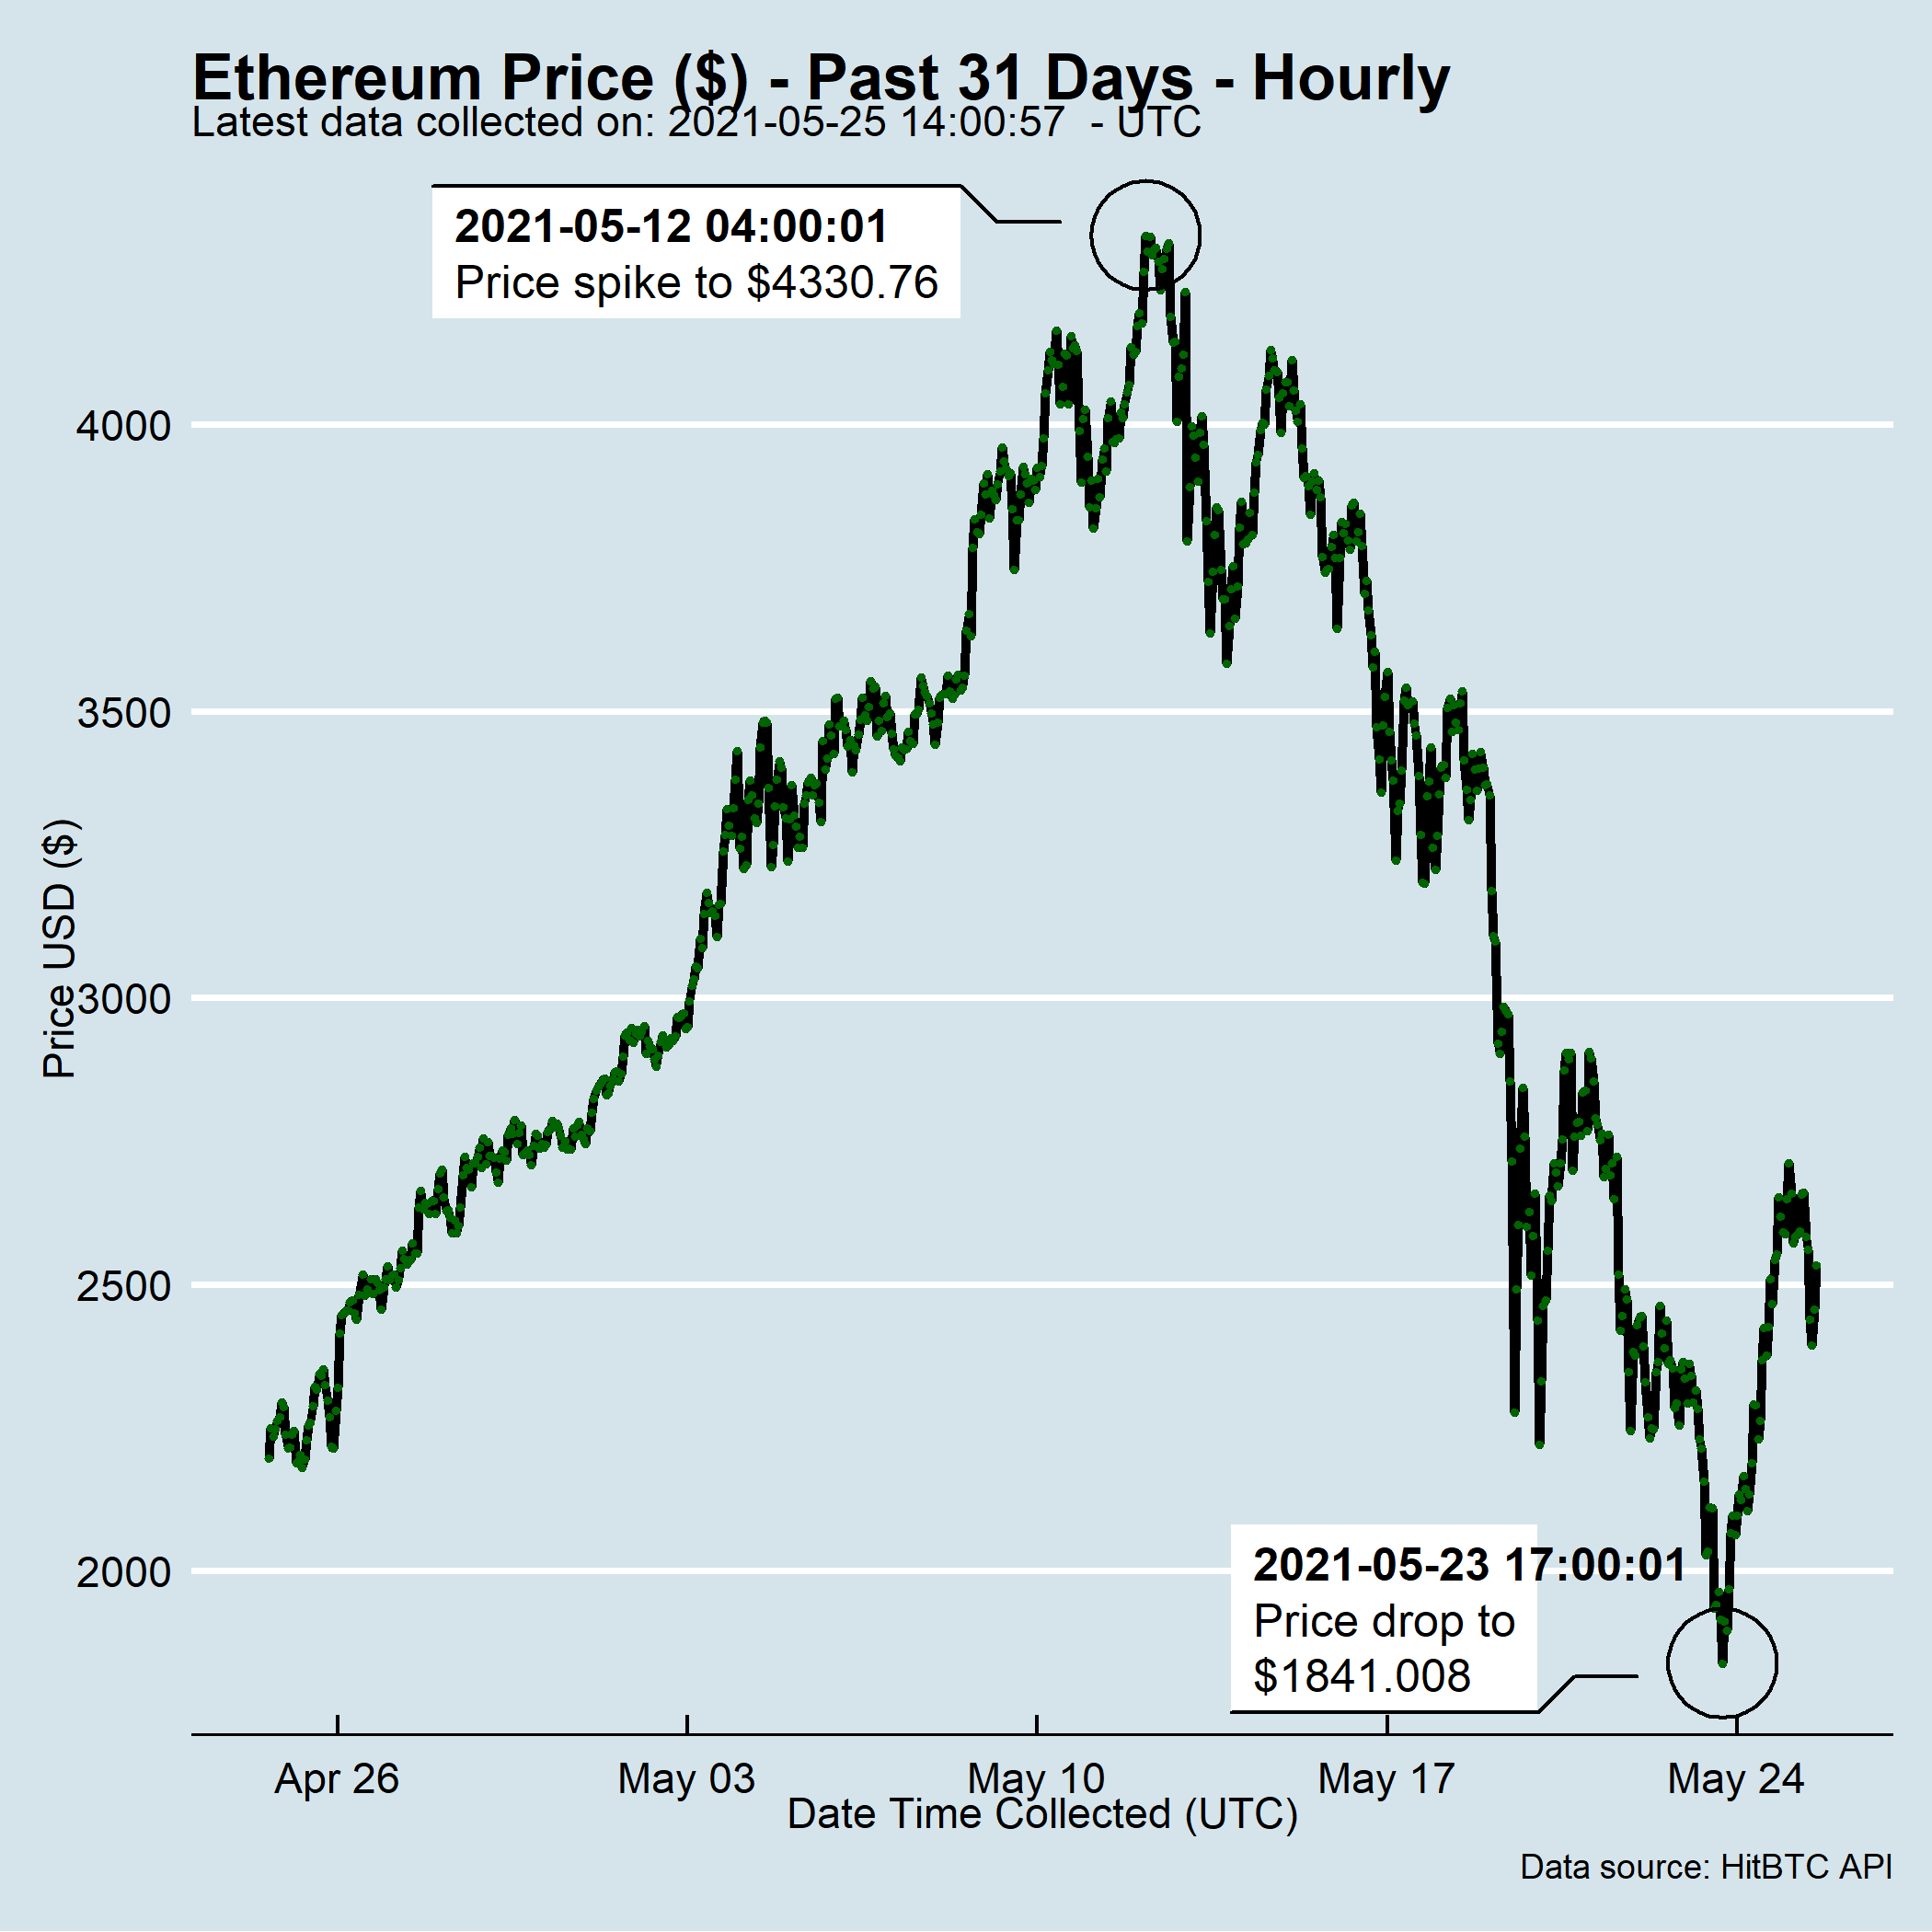 Ethereum Price ($) - Past 31 Days - Hourly
Latest data collected on: 2021-05-25 14:00:57  - UTC
2021-05-12 04:00:01
Price spike to $4330.76
4000
3500
3000
2500
2000
Price USD ($)
2021-05-23 17:00:01
Price drop to
$1841.008
Apr 26
May 03
May 10
May 17
May 24
Date Time Collected (UTC)
Data source: HitBTC API